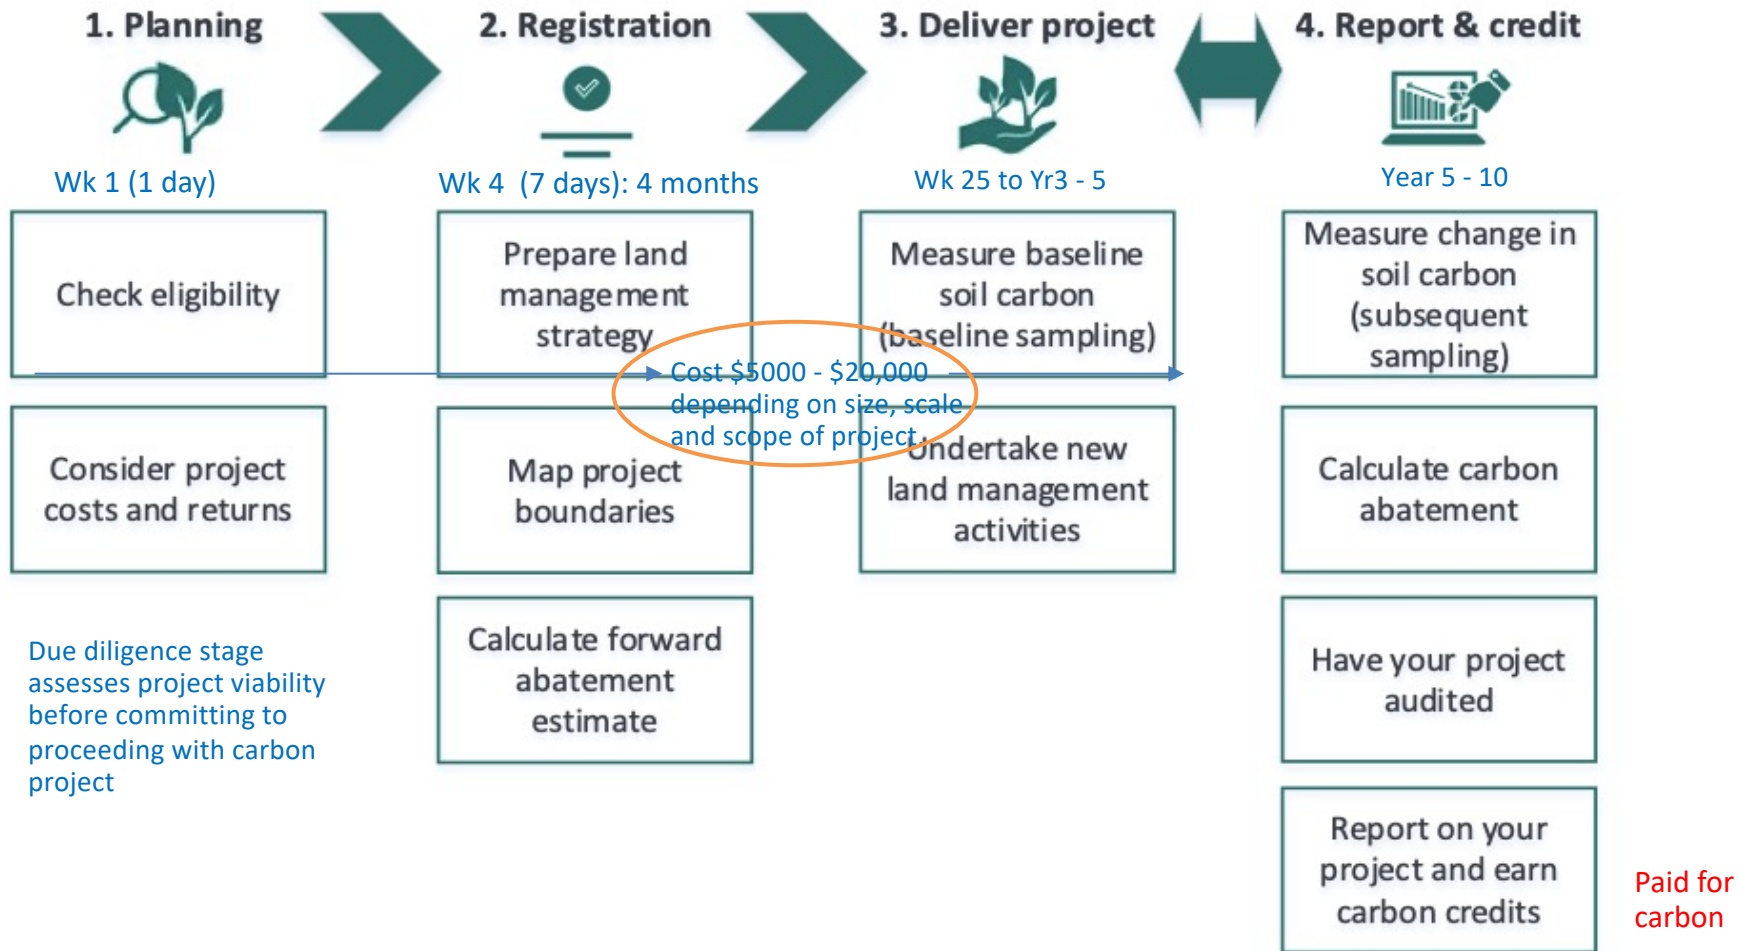 1. Planning
2. Registration
3. Deliver project
4. Report & credit
Wk 1 (1 day)
Wk 4 (7 days): 4 months
Wk 25 to Yr3 - 5
Year 5 - 10
Check eligibility
Consider project
costs and returns
Due diligence stage
assesses project viability
before committing to
proceeding with carbon
project
Prepare land
management
strategy
Map project
boundaries
Calculate forward
abatement
estimate
Cost $5000 - $20,000
depending on size, scale
and scope of project
Measure baseline
soil carbon
(baseline sampling)
Undertake new
land management
activities
Measure change in
soil carbon
(subsequent
sampling)
Calculate carbon
abatement
Have your project
audited
Report on your
project and earn
carbon credits
Paid for
carbon